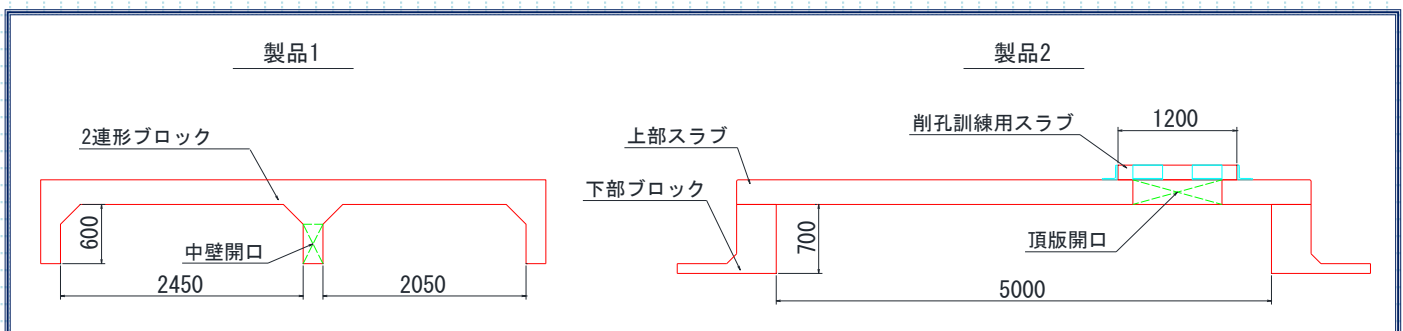 製品1
2連形ブロック
600
中壁開口
2450
2050
製品2
上部スラブ
削孔訓練用スラブ
1200
下部ブロック
700
頂版開口
5000